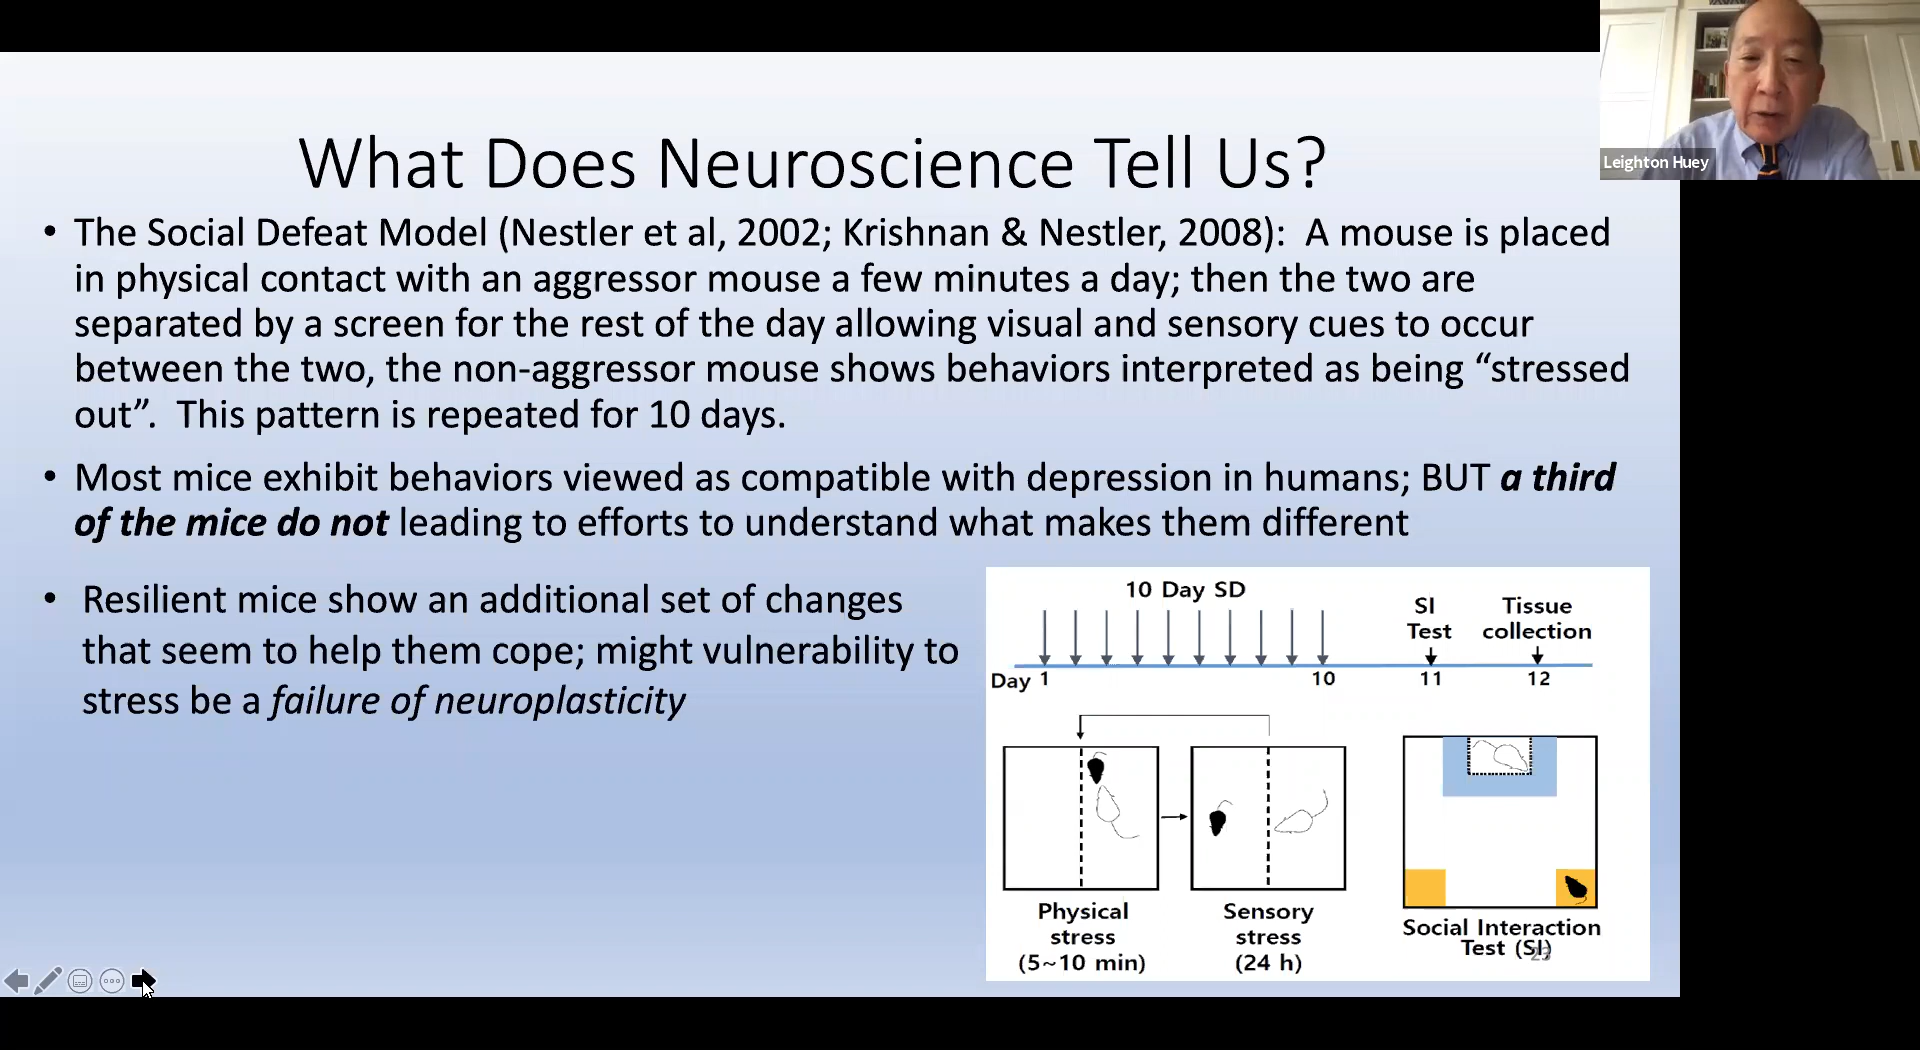 Leighton Huey
What Does Neuroscience Tell Us?
• The Social Defeat Model (Nestler et al, 2002; Krishnan & Nestler, 2008):  A mouse is placed
in physical contact with an aggressor mouse a few minutes a day; then the two are
separated by a screen for the rest of the day allowing visual and sensory cues to occur
between the two, the non-aggressor mouse shows behaviors interpreted as being “stressed
out”.  This pattern is repeated for 10 days.
• Most mice exhibit behaviors viewed as compatible with depression in humans; BUT a third
of the mice do not leading to efforts to understand what makes them different
• Resilient mice show an additional set of changes
that seem to help them cope; might vulnerability to
stress be a failure of neuroplasticity
10 Day SD
SI
Test
Tissue
collection
Day 1 10 11 12
Physical
stress
(5~10 min)
Sensory
stress
(24 h)
Social Interaction
Test (SI)
23